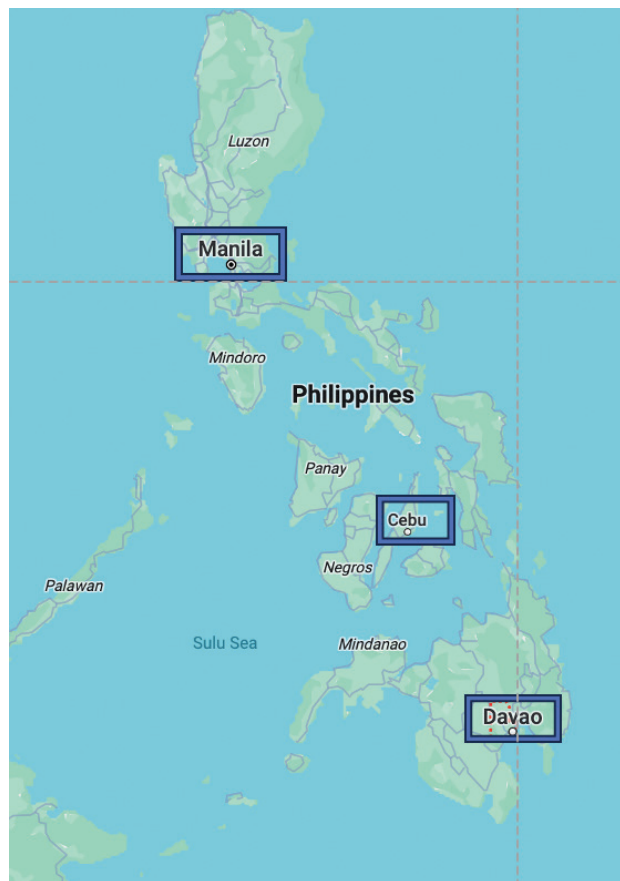 Luzon
Manila
Mindoro
Philippines
Panay
Cebu
Negros
Palawan
Sulu Sea
Mindanao
Davao